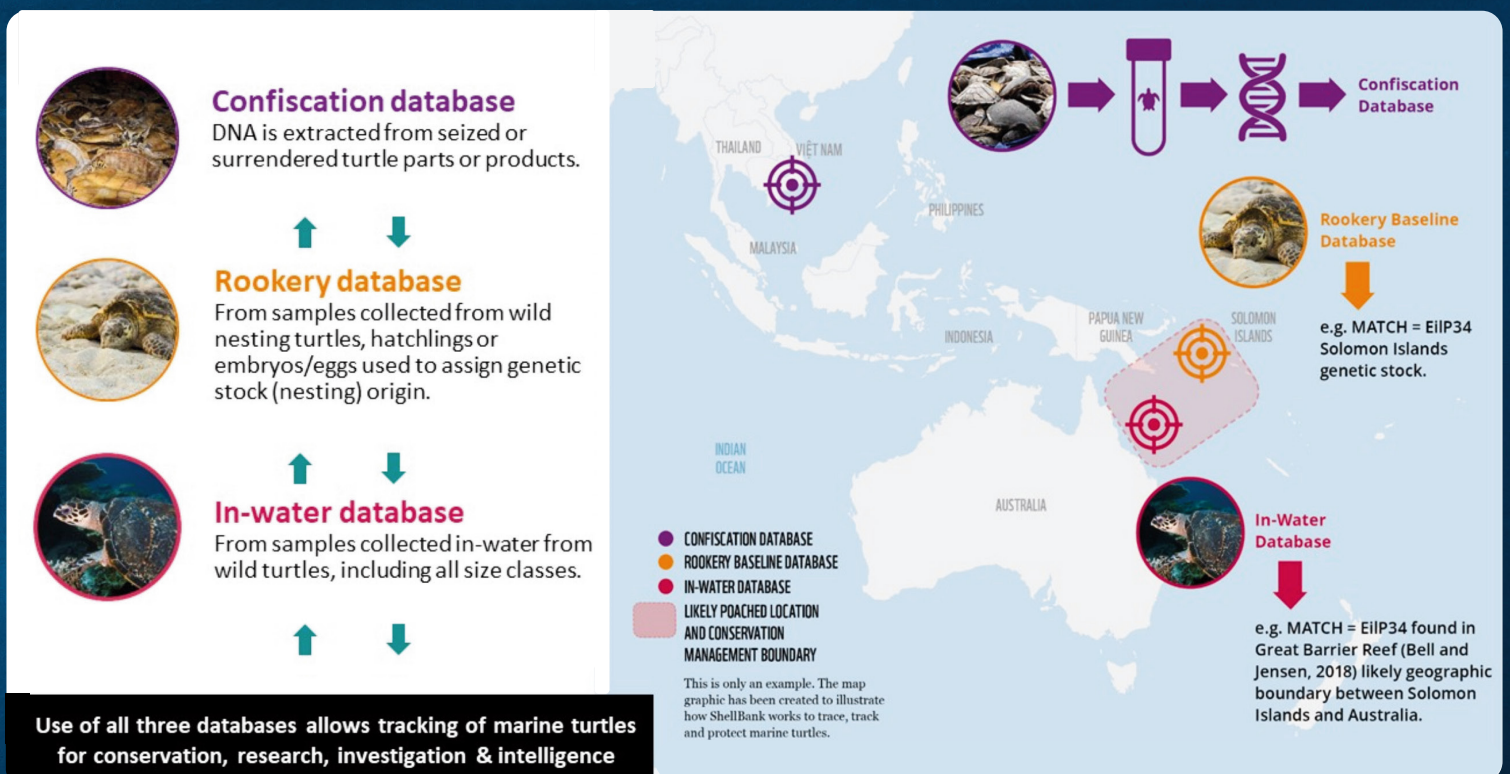 Confiscation database
DNA is extracted from seized or
surrendered turtle parts or products.
Rookery database
From samples collected from wild
nesting turtles, hatchlings or
embryos/eggs used to assign genetic
stock (nesting) origin.
In-water database
From samples collected in-water from
wild turtles, including all size classes.
Use of all three databases allows tracking of marine turtles
for conservation, research, investigation & intelligence
Confiscation
Database
THAILAND
VIỆT NAM
PHILIPPINES
MALAYSIA
INDONESIA
PAPUA NEW
GUINEA
SOLOMON
ISLANDS
INDIAN
OCEAN
AUSTRALIA
Rookery Baseline
Database
e.g. MATCH = EilP34
Solomon Islands
genetic stock.
In-Water
Database
e.g. MATCH = EilP34 found in
Great Barrier Reef (Bell and
Jensen, 2018) likely geographic
boundary between Solomon
Islands and Australia.
CONFISCATION DATABASE
ROOKERY BASELINE DATABASE
IN-WATER DATABASE
LIKELY POACHED LOCATION
AND CONSERVATION
MANAGEMENT BOUNDARY
This is only an example. The map
graphic has been created to illustrate
how ShellBank works to trace, track
and protect marine turtles.